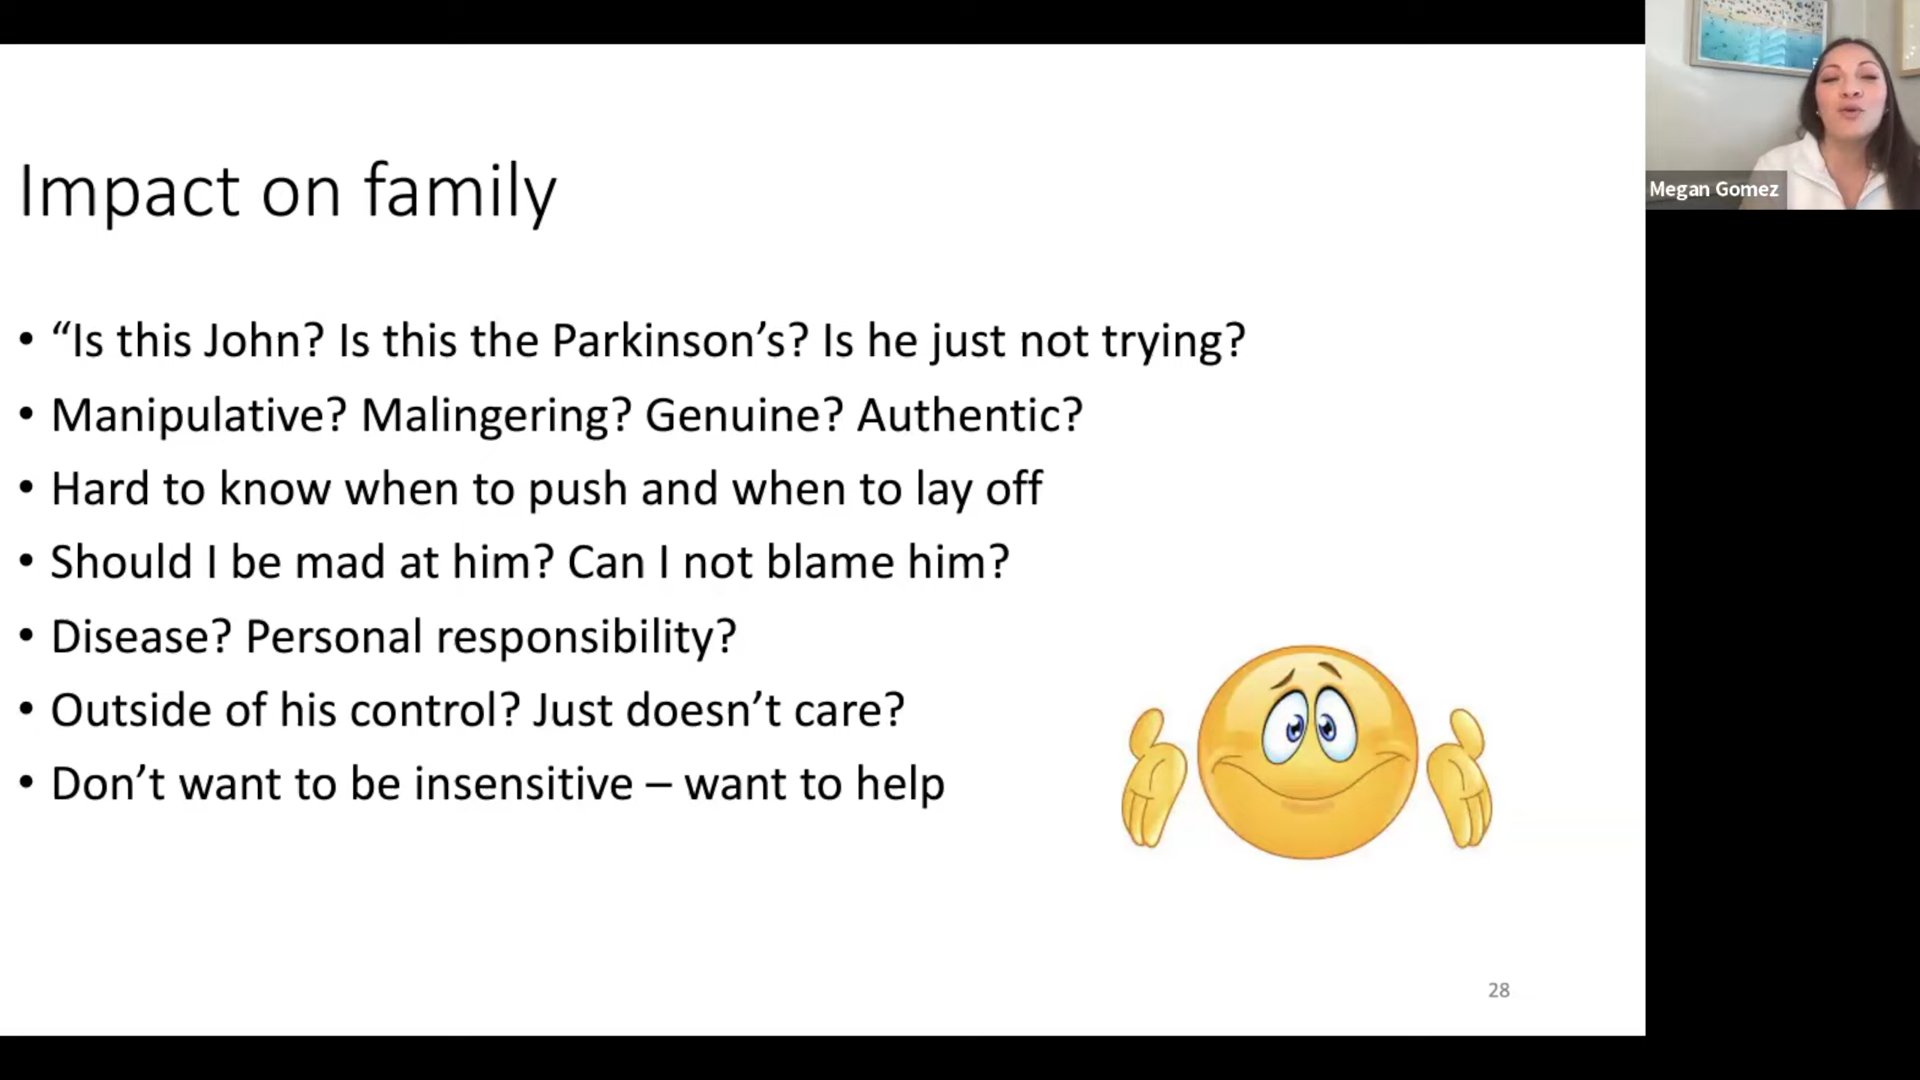 Impact on family
• “Is this John? Is this the Parkinson’s? Is he just not trying?
• Manipulative? Malingering? Genuine? Authentic?
• Hard to know when to push and when to lay off
• Should I be mad at him? Can I not blame him?
• Disease? Personal responsibility?
• Outside of his control? Just doesn’t care?
• Don’t want to be insensitive – want to help
28
Megan Gomez